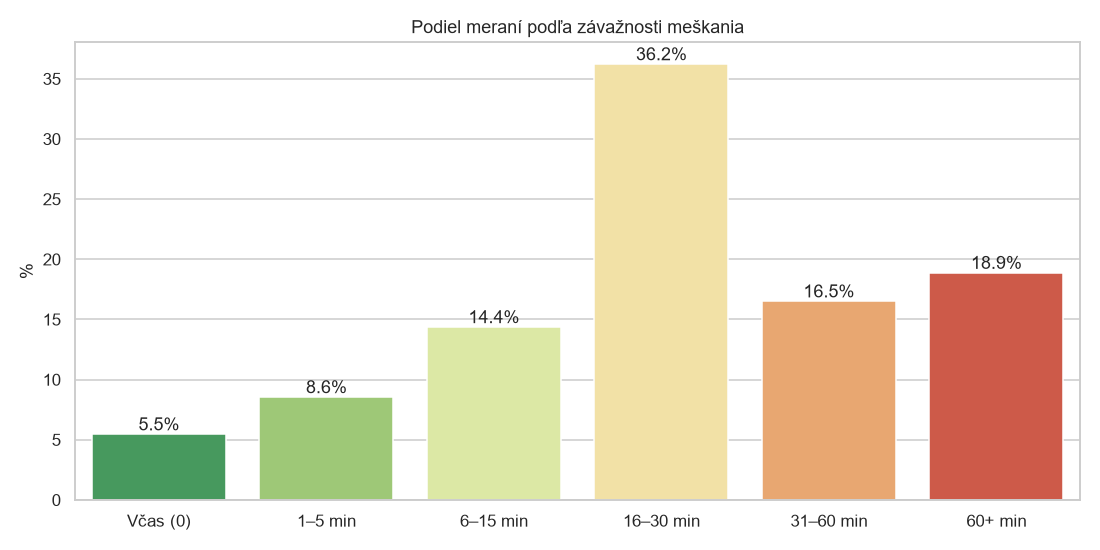 Podiel meraní podľa závažnosti meškania
%
35
30
25
20
15
10
5
0
5.5%
8.6%
14.4%
36.2%
16.5%
18.9%
Včas (0)
1–5 min
6–15 min
16–30 min
31–60 min
60+ min